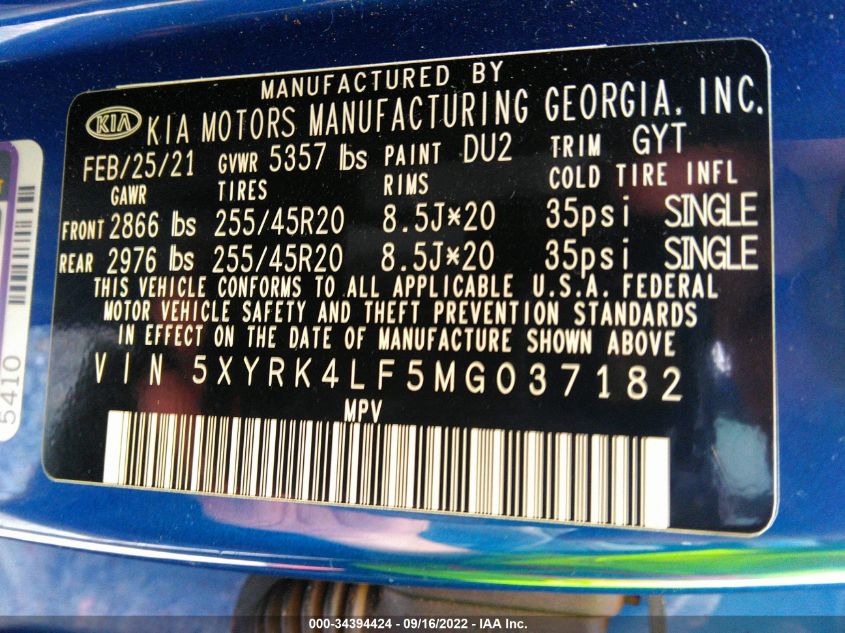 MANUFACTURED BY
KIA KIA MOTORS MANUFACTURING GEORGIA, INC.
FEB/25/21 GVWR 5357 lbs PAINT DU2 TRIM GYT
GAWR TIRES RIMS COLD TIRE INFL
FRONT 2866 lbs 255/45R20 8.5J*20 35psi SINGLE
REAR 2976 lbs 255/45R20 8.5J*20 35psi SINGLE
THIS VEHICLE CONFORMS TO ALL APPLICABLE U.S.A. FEDERAL
MOTOR VEHICLE SAFETY AND THEFT PREVENTION STANDARDS
IN EFFECT ON THE DATE OF MANUFACTURE SHOWN ABOVE
VIN 5XYRK4LF5MG037182
MPV
5410
000-34394424 - 09/16/2022 - IAA Inc.